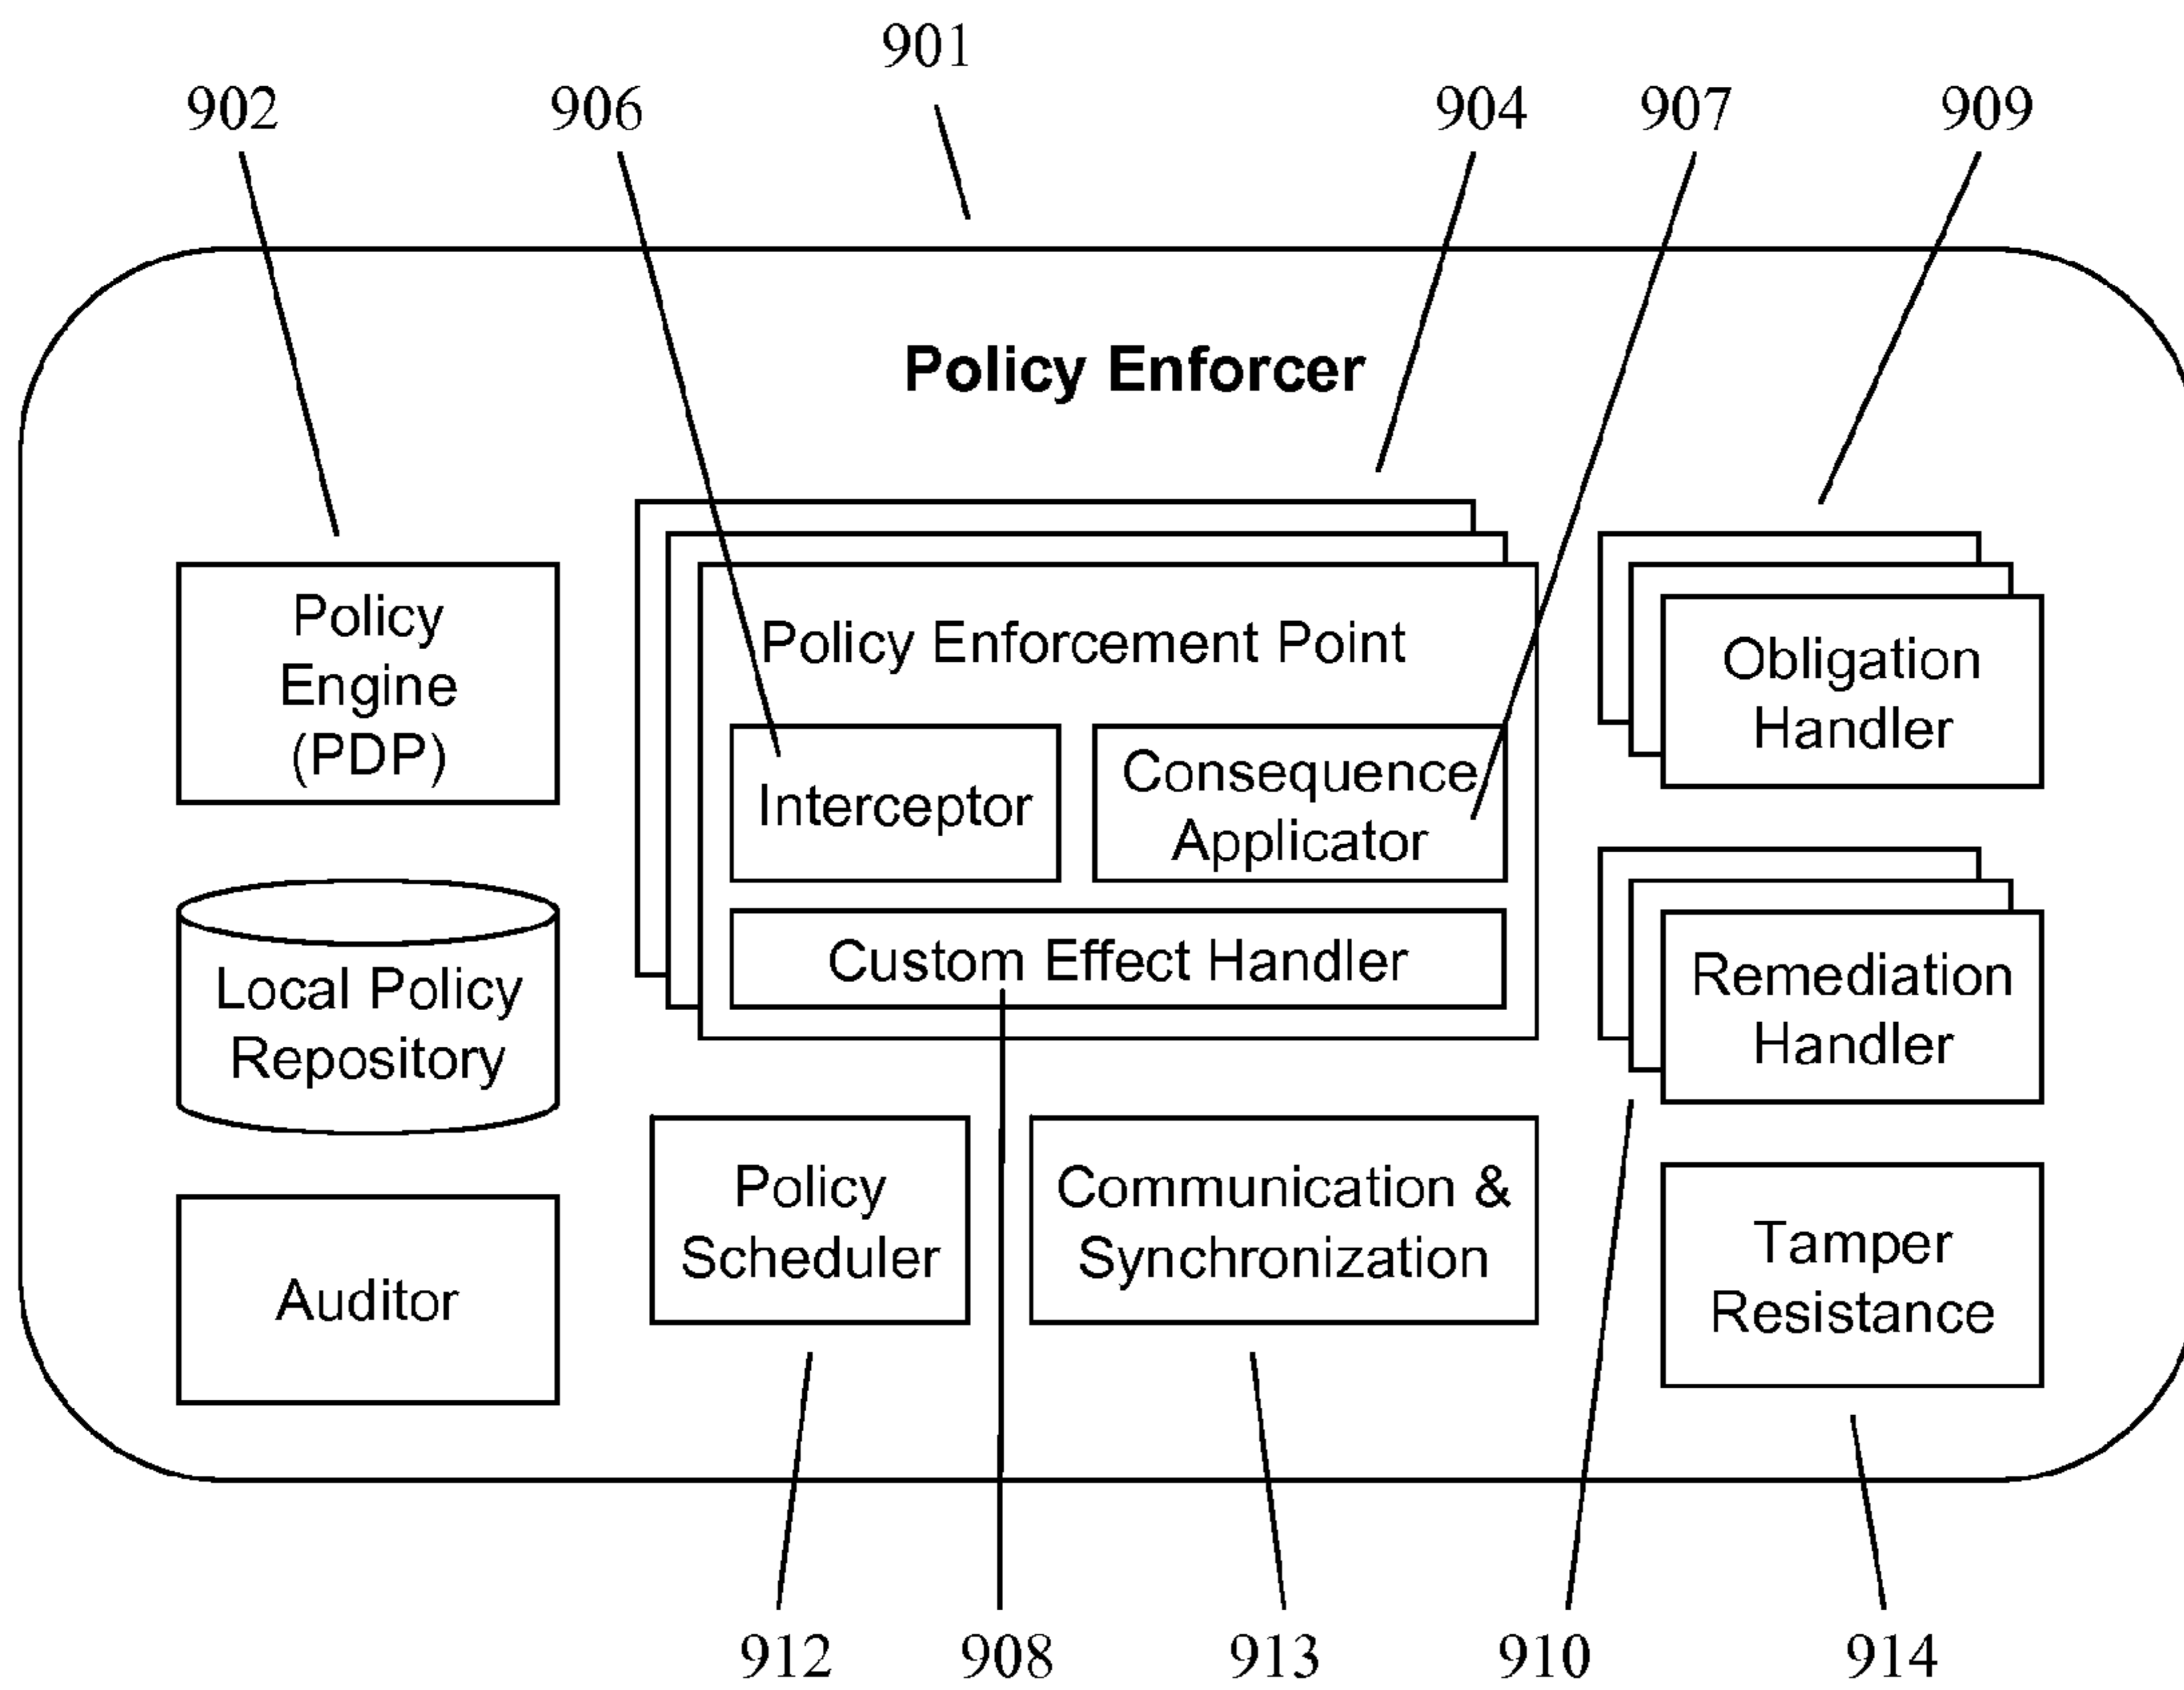 901
902
906
904
907
909
Policy Enforcer
Policy
Engine
(PDP)
Policy Enforcement Point
Interceptor
Consequence
Applicator
Custom Effect Handler
Obligation
Handler
Local Policy
Repository
Remediation
Handler
Auditor
Policy
Scheduler
Communication &
Synchronization
Tamper
Resistance
912
908
913
910
914